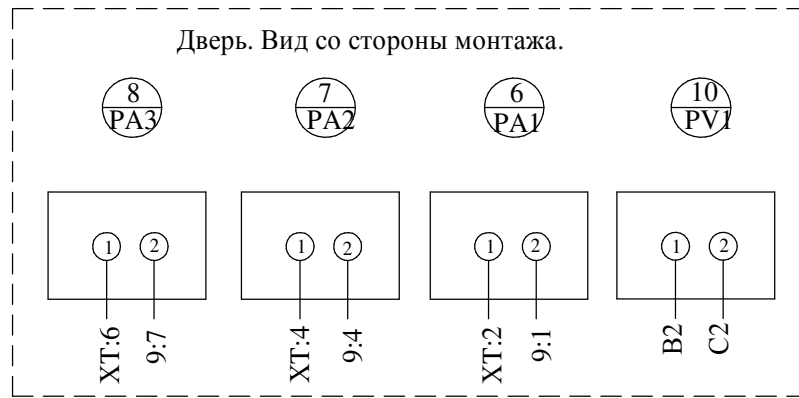 Дверь. Вид со стороны монтажа.
8 7 6 10
PA3 PA2 PA1 PV1
1 2 1 2 1 2 1 2
XT:6 9:7 XT:4 9:4 XT:2 9:1 B2 C2